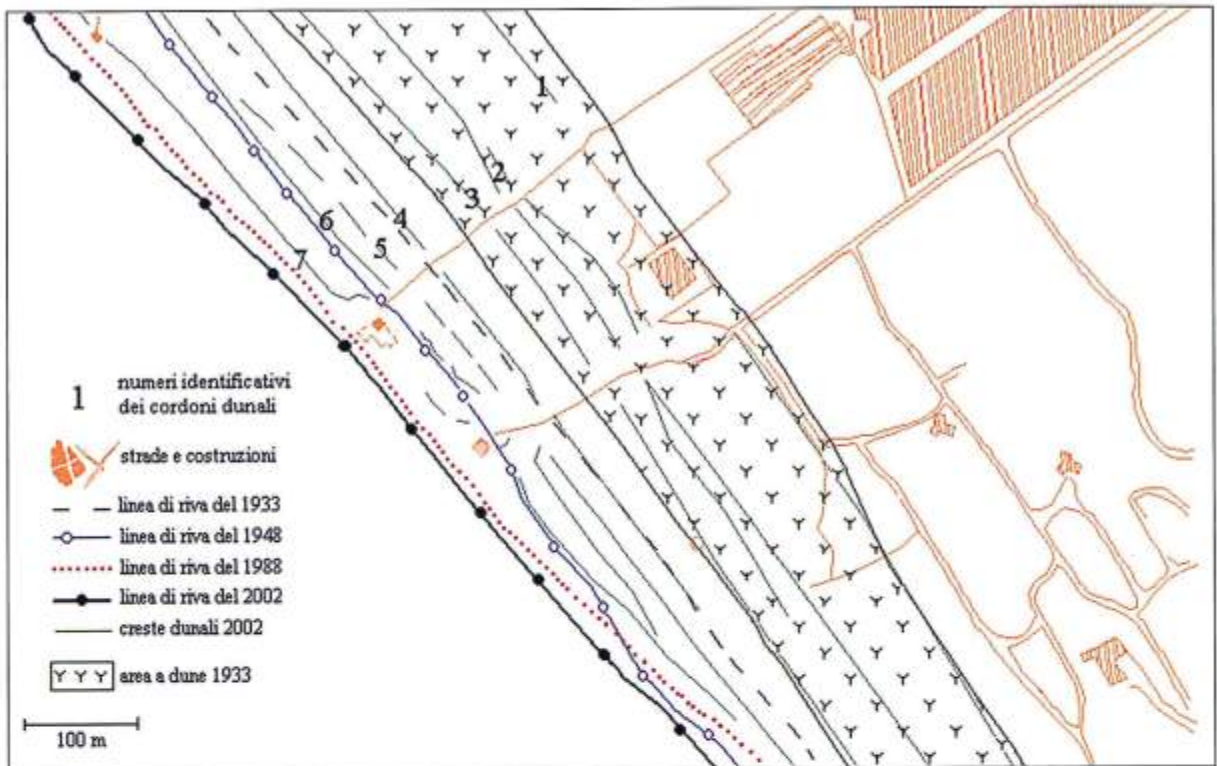 1
2
3
4
5
6
7
1
numeri identificativi
dei cordoni dunali
strade e costruzioni
linea di riva del 1933
linea di riva del 1948
linea di riva del 1988
linea di riva del 2002
creste dunali 2002
area a dune 1933
100 m